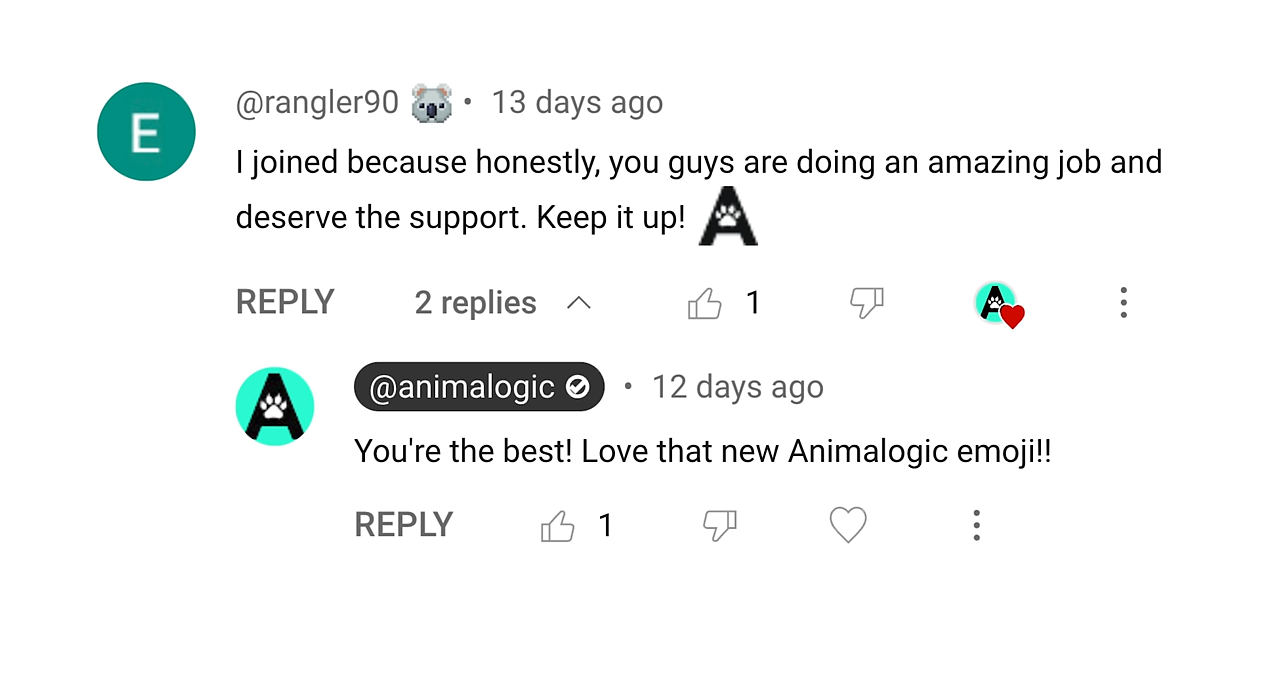 E
@rangler90 • 13 days ago
I joined because honestly, you guys are doing an amazing job and
deserve the support. Keep it up! A
REPLY 2 replies 1
A
@animalogic • 12 days ago
You're the best! Love that new Animalogic emoji!!
REPLY 1